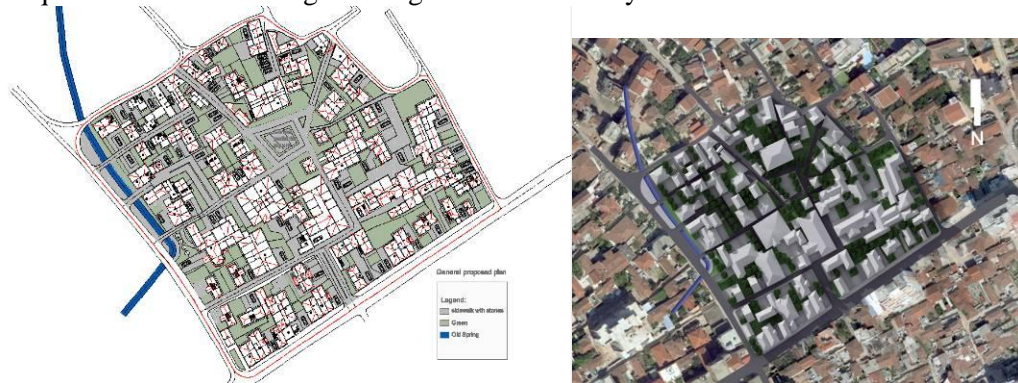 General proposed plan
Legend:
sidewalk with stones
Green
Old Spring
N